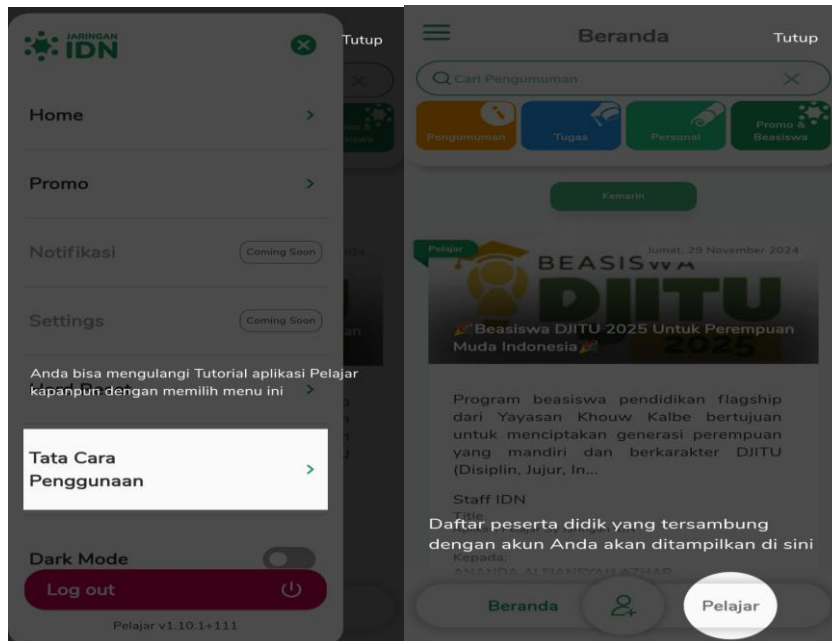 JARINGAN
IDN
Tutup
Home
Promo
Notifikasi
Coming Soon
Settings
Coming Soon
Anda bisa mengulangi Tutorial aplikasi Pelajar
kapanpun dengan memilih menu ini
Tata Cara
Penggunaan
Dark Mode
Log out
Pelajar v1.10.1+111
Beranda
Tutup
Cari Pengumuman
Pengumuman
Tugas
Personal
Promo &
Beasiswa
Kemarin
Pelajar
Jumat, 29 November 2024
BEASISWA
DJITU
2025
🎉Beasiswa DJITU 2025 Untuk Perempuan
Muda Indonesia🎉
Program beasiswa pendidikan flagship
dari Yayasan Khouw Kalbe bertujuan
untuk menciptakan generasi perempuan
yang mandiri dan berkarakter DJITU
(Disiplin, Jujur, In...
Staff IDN
Title
Daftar peserta didik yang tersambung
dengan akun Anda akan ditampilkan di sini
Kepada:
ANANDA ALFIANSYAH AZHAR
Beranda
Pelajar